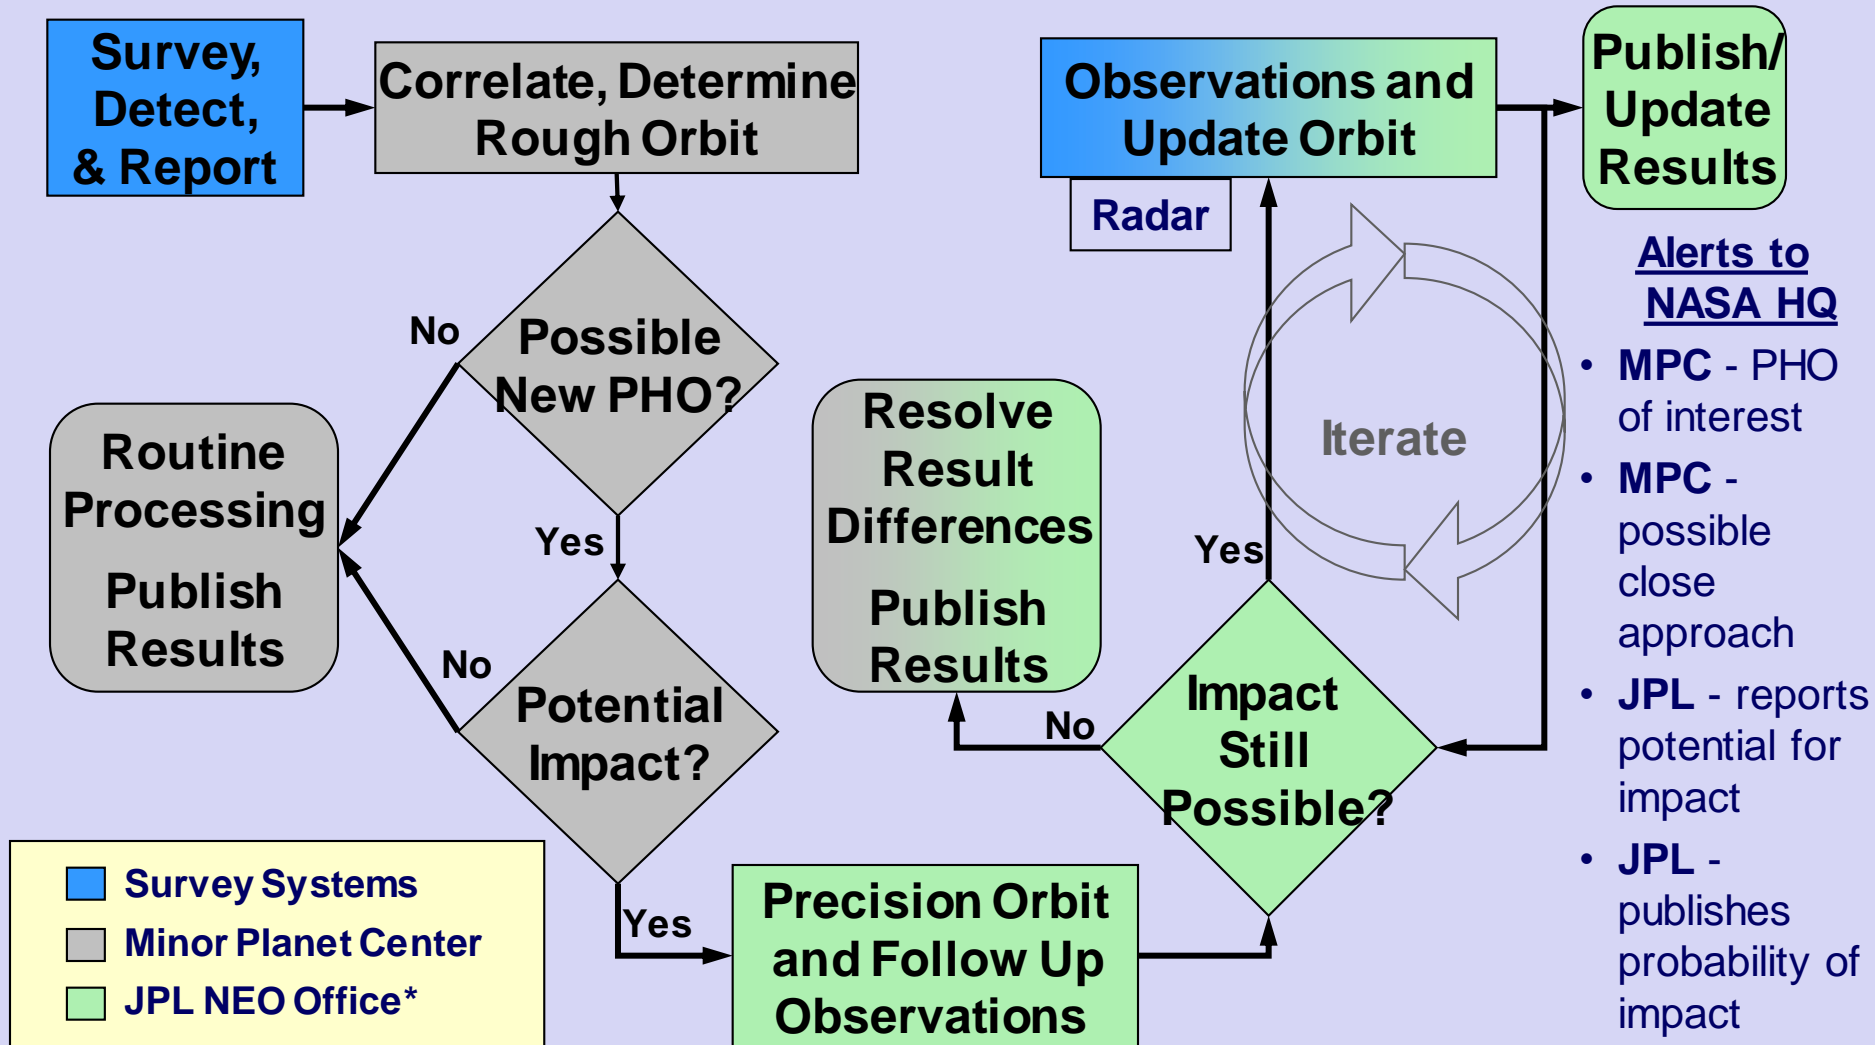 Survey,
Detect,
& Report
Correlate, Determine
Rough Orbit
Possible
New PHO?
No
Yes
Routine
Processing
Publish
Results
No
Potential
Impact?
Yes
Precision Orbit
and Follow Up
Observations
Impact
Still
Possible?
No
Yes
Resolve
Result
Differences
Publish
Results
Observations and
Update Orbit
Radar
Iterate
Publish/
Update
Results
Alerts to
NASA HQ
• MPC - PHO
of interest
• MPC -
possible
close
approach
• JPL - reports
potential for
impact
• JPL -
publishes
probability of
impact
Survey Systems
Minor Planet Center
JPL NEO Office*